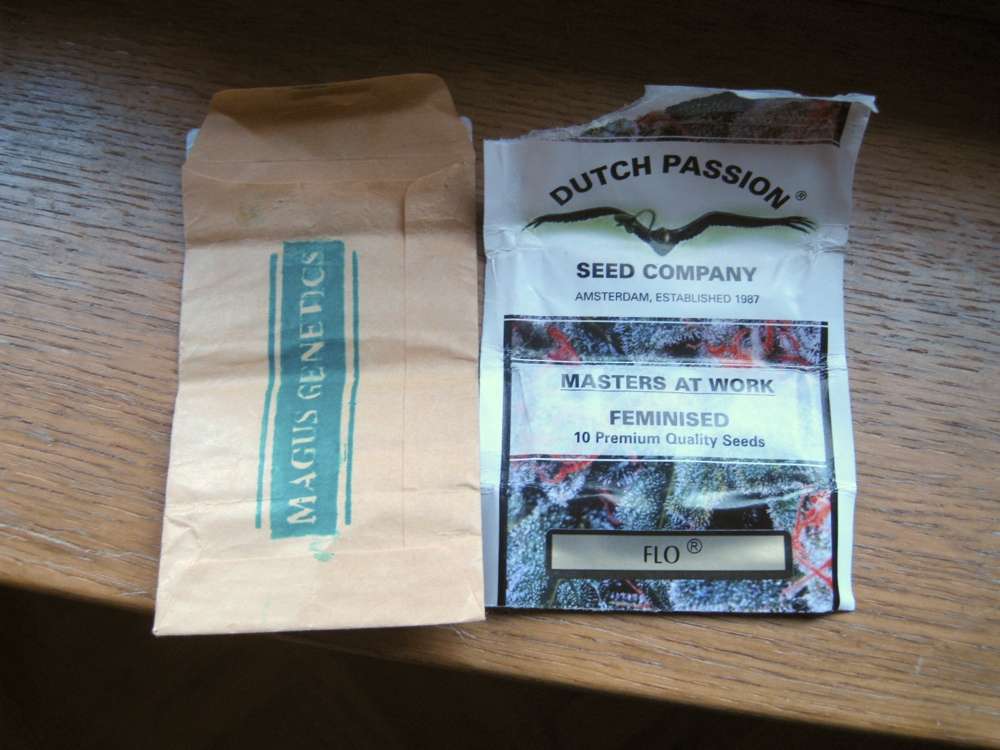 MAGUS GENETICS
DUTCH PASSION®
SEED COMPANY
AMSTERDAM, ESTABLISHED 1987
MASTERS AT WORK
FEMINISED
10 Premium Quality Seeds
FLO®